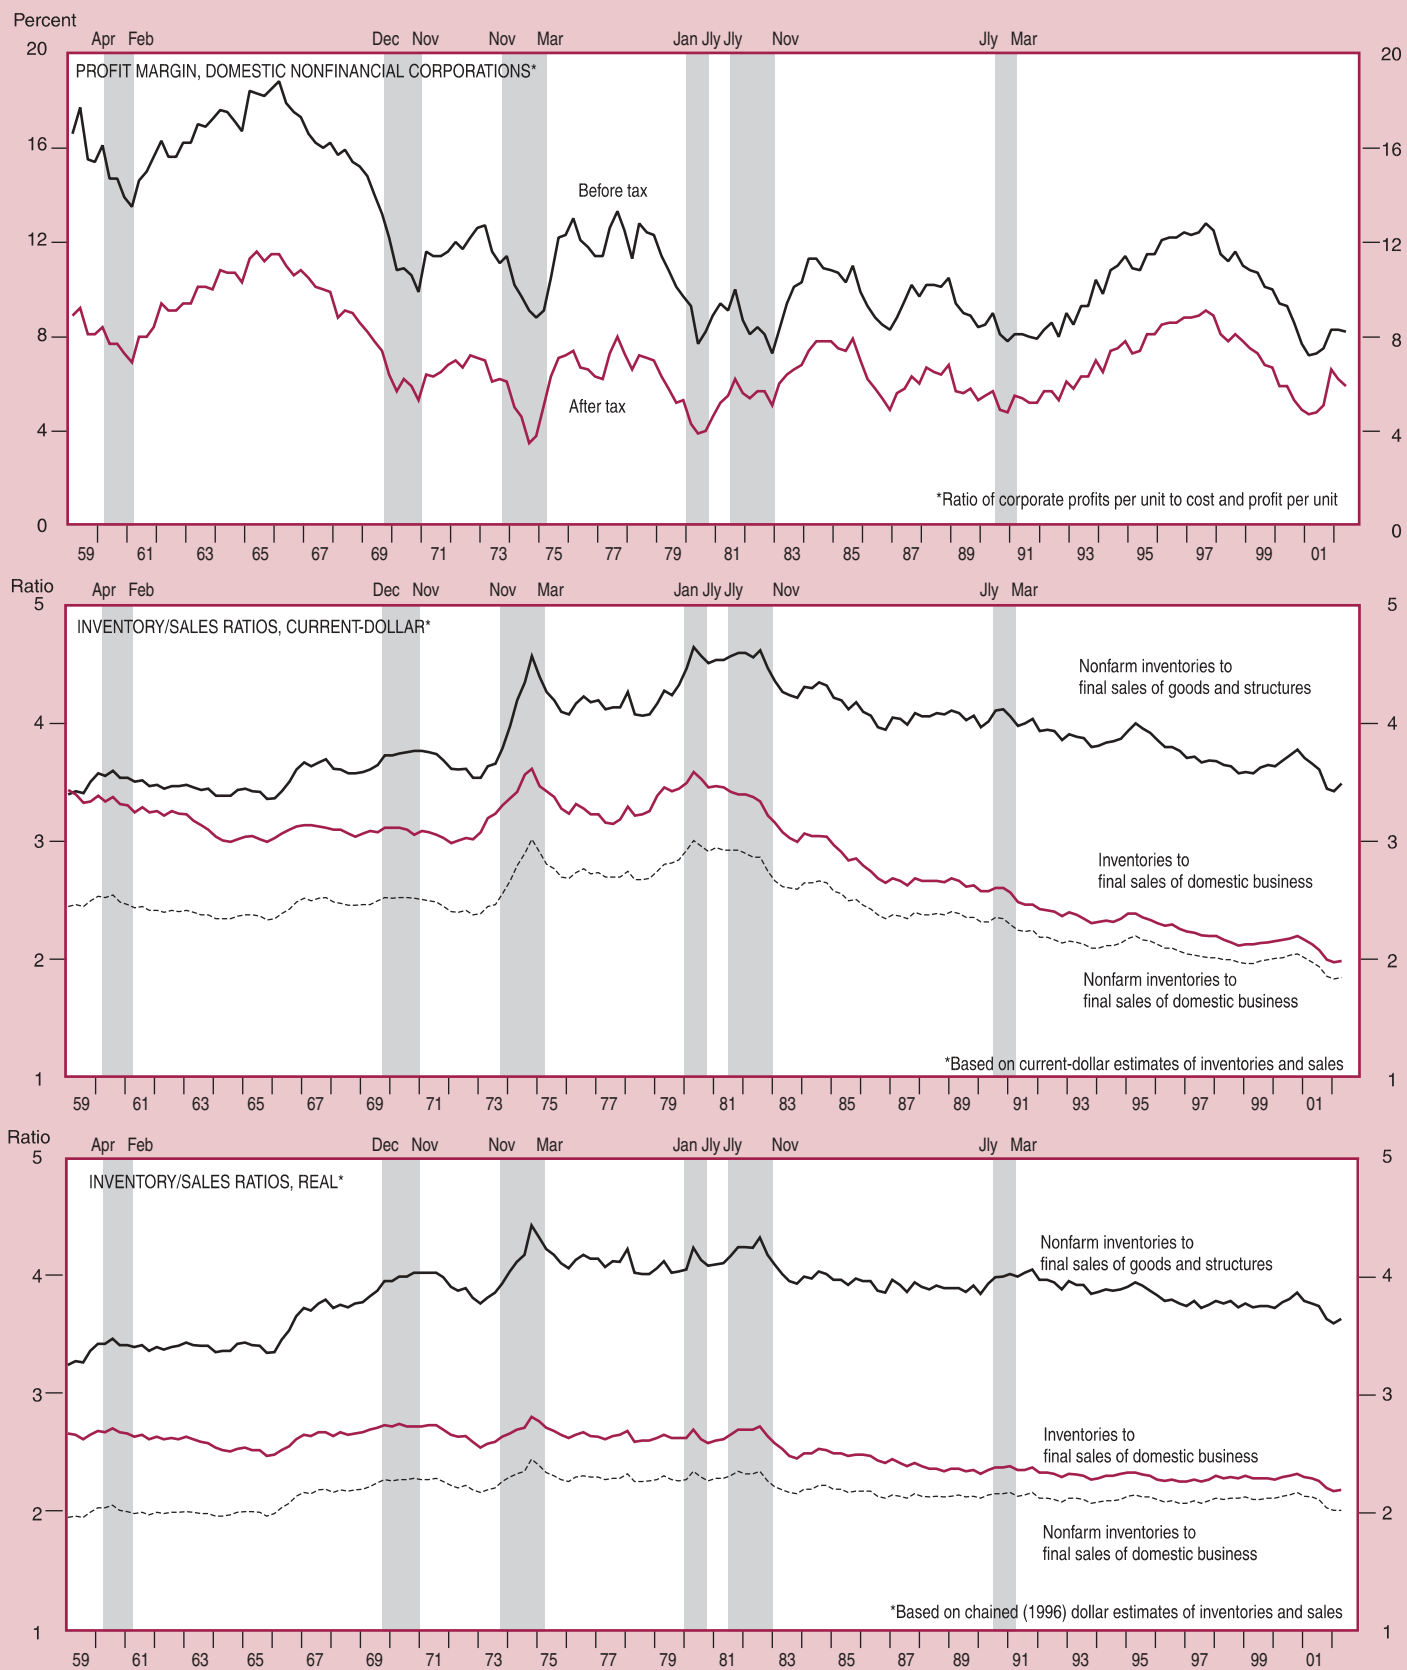 Percent
Apr Feb Dec Nov Nov Mar Jan Jly Jly Nov Jly Mar
20 20
PROFIT MARGIN, DOMESTIC NONFINANCIAL CORPORATIONS*
16 16
Before tax
12 12
8 8
After tax
4 4
*Ratio of corporate profits per unit to cost and profit per unit
0 0
59 61 63 65 67 69 71 73 75 77 79 81 83 85 87 89 91 93 95 97 99 01
Ratio
Apr Feb Dec Nov Nov Mar Jan Jly Jly Nov Jly Mar
5 5
INVENTORY/SALES RATIOS, CURRENT-DOLLAR*
Nonfarm inventories to
final sales of goods and structures
4 4
3 3
Inventories to
final sales of domestic business
2 2
Nonfarm inventories to
final sales of domestic business
*Based on current-dollar estimates of inventories and sales
1 1
59 61 63 65 67 69 71 73 75 77 79 81 83 85 87 89 91 93 95 97 99 01
Ratio
Apr Feb Dec Nov Nov Mar Jan Jly Jly Nov Jly Mar
5 5
INVENTORY/SALES RATIOS, REAL*
Nonfarm inventories to
final sales of goods and structures
4 4
3 3
Inventories to
final sales of domestic business
2 2
Nonfarm inventories to
final sales of domestic business
*Based on chained (1996) dollar estimates of inventories and sales
1 1
59 61 63 65 67 69 71 73 75 77 79 81 83 85 87 89 91 93 95 97 99 01